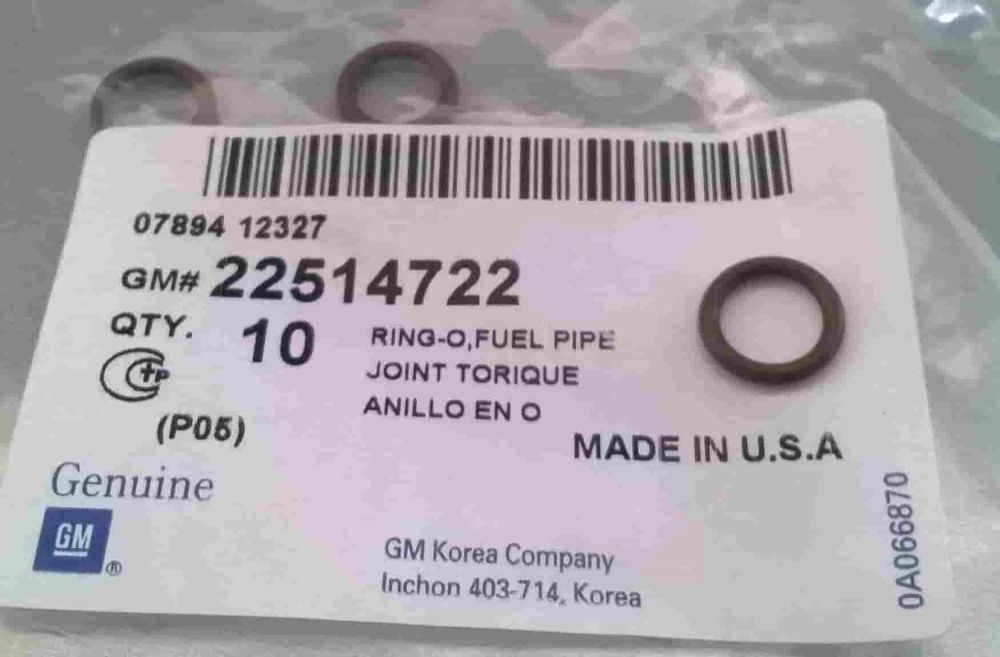 07894 12327
GM# 22514722
QTY. 10
RING-O,FUEL PIPE
JOINT TORIQUE
ANILLO EN O
(P05)
MADE IN U.S.A
Genuine
GM
®
GM Korea Company
Inchon 403-714, Korea
0A066870